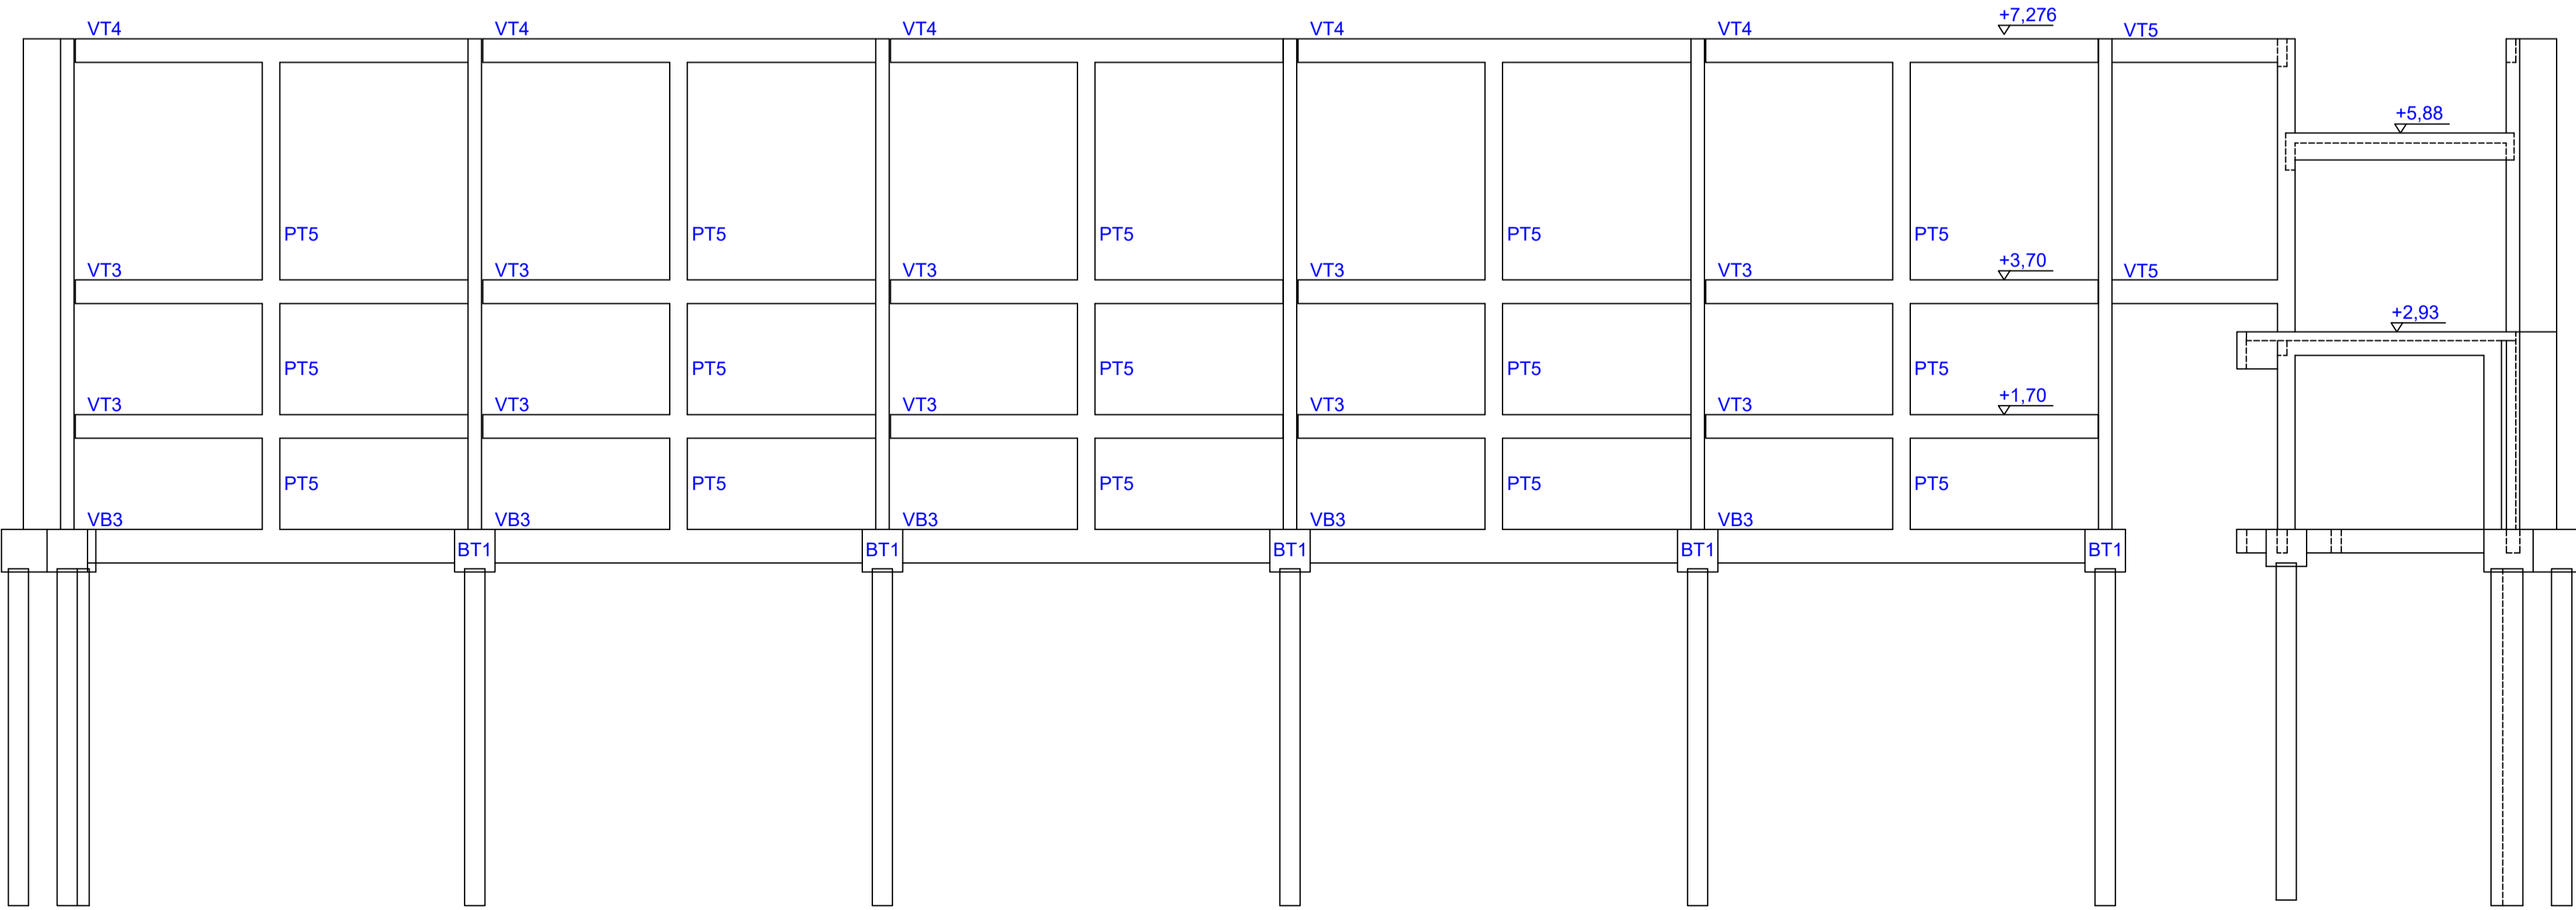 +7,276
VT4 VT4 VT4 VT4 VT4 VT5
+5,88
PT5 PT5 PT5 PT5 PT5
+3,70
VT3 VT3 VT3 VT3 VT3 VT5
+2,93
PT5 PT5 PT5 PT5 PT5
+1,70
VT3 VT3 VT3 VT3 VT3
PT5 PT5 PT5 PT5 PT5
VB3 VB3 VB3 VB3 VB3
BT1 BT1 BT1 BT1 BT1